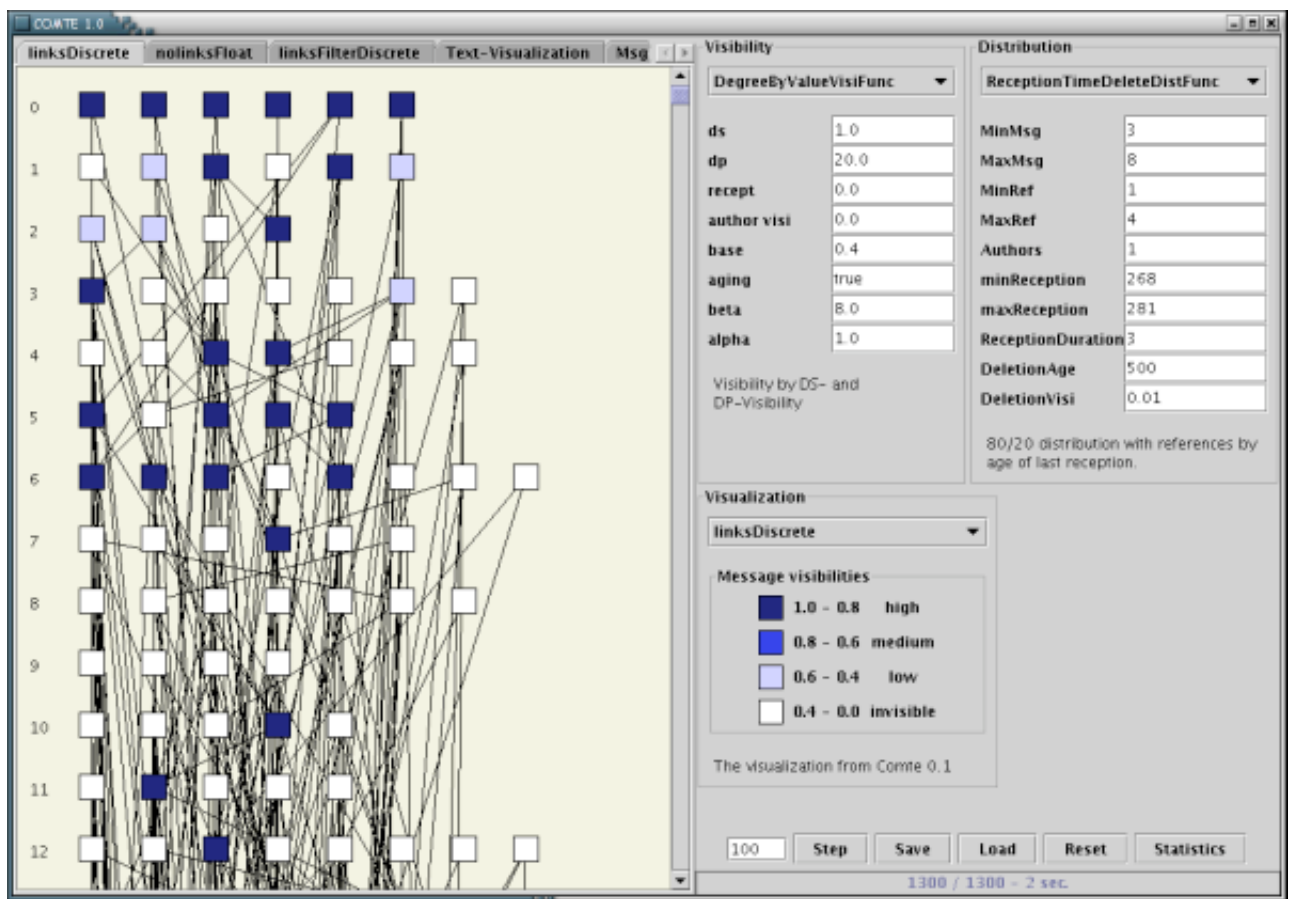 COMTE 1.0
linksDiscrete nolinksFloat linksFilterDiscrete Text-Visualization Msg
0
1
2
3
4
5
6
7
8
9
10
11
12
Visibility
DegreeByValueVisiFunc
ds 1.0
dp 20.0
recept 0.0
author visi 0.0
base 0.4
aging true
beta 8.0
alpha 1.0
Visibility by DS- and
DP-Visibility
Distribution
ReceptionTimeDeleteDistFunc
MinMsg 3
MaxMsg 8
MinRef 1
MaxRef 4
Authors 1
minReception 268
maxReception 281
ReceptionDuration 3
DeletionAge 500
DeletionVisi 0.01
80/20 distribution with references by
age of last reception.
Visualization
linksDiscrete
Message visibilities
1.0 - 0.8 high
0.8 - 0.6 medium
0.6 - 0.4 low
0.4 - 0.0 invisible
The visualization from Comte 0.1
100 Step Save Load Reset Statistics
1300 / 1300 - 2 sec.